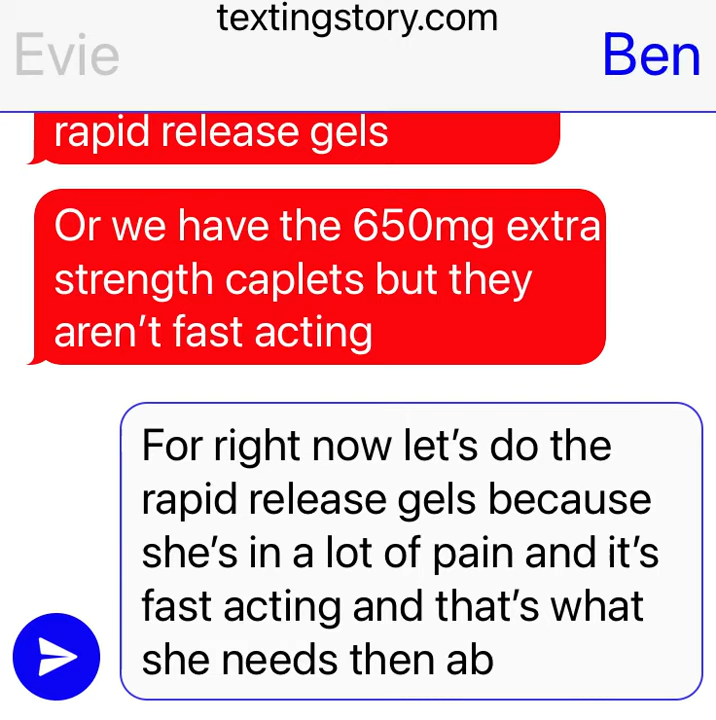 textingstory.com
Evie Ben
rapid release gels
Or we have the 650mg extra
strength caplets but they
aren’t fast acting
For right now let’s do the
rapid release gels because
she’s in a lot of pain and it’s
fast acting and that’s what
she needs then ab